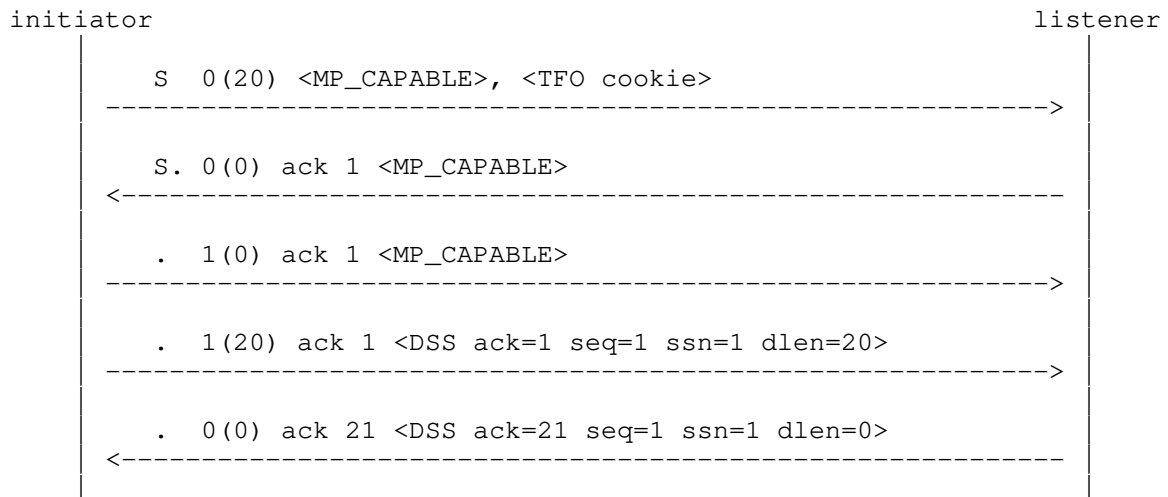 initiator listener
S 0(20) <MP_CAPABLE>, <TFO cookie>
S. 0(0) ack 1 <MP_CAPABLE>
. 1(0) ack 1 <MP_CAPABLE>
. 1(20) ack 1 <DSS ack=1 seq=1 ssn=1 dlen=20>
. 0(0) ack 21 <DSS ack=21 seq=1 ssn=1 dlen=0>